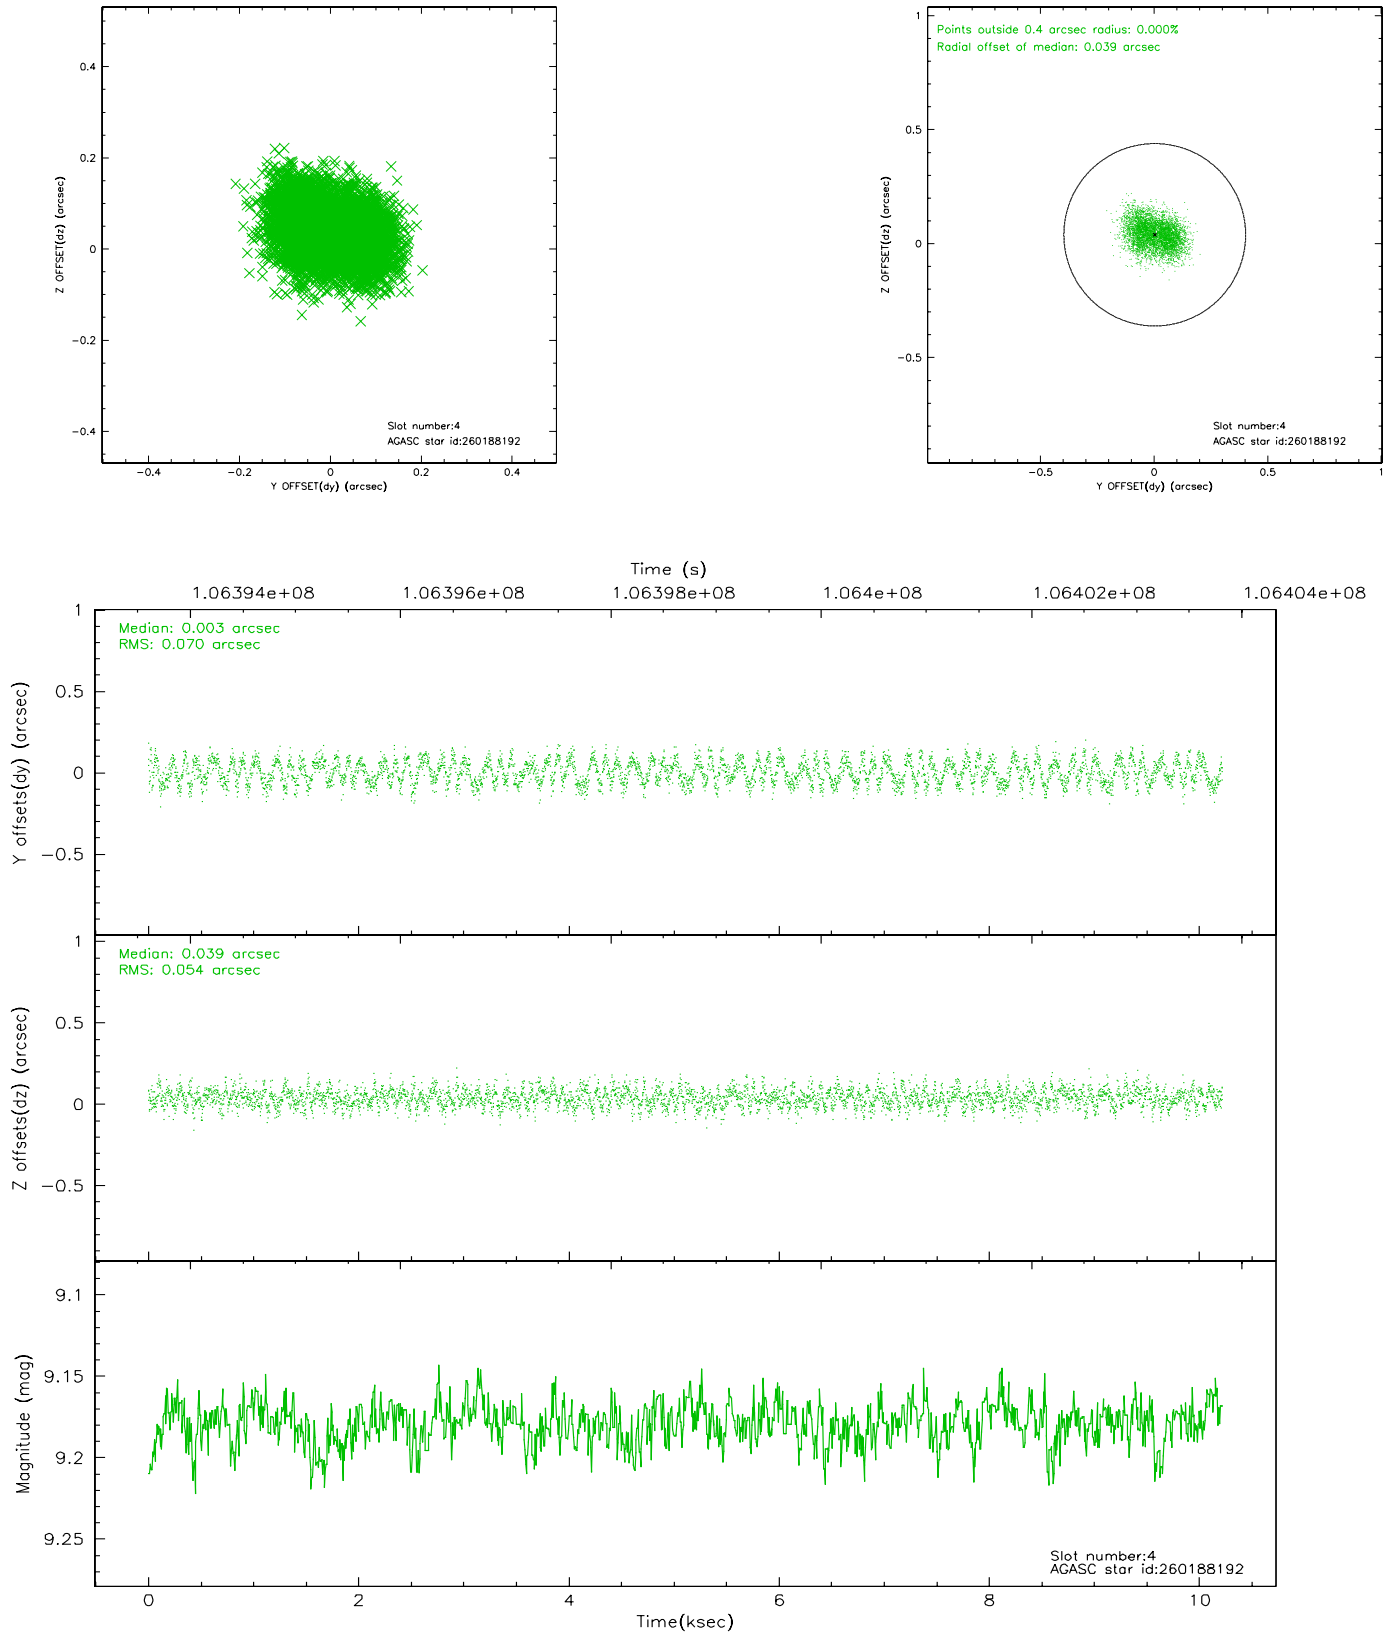 0.4
0.2
0
−0.2
−0.4
Z OFFSET(dz) (arcsec)
Slot number:4
AGASC star id:260188192
−0.4 −0.2 0 0.2 0.4
Y OFFSET(dy) (arcsec)
Points outside 0.4 arcsec radius: 0.000%
Radial offset of median: 0.039 arcsec
1
0.5
0
−0.5
Z OFFSET(dz) (arcsec)
Slot number:4
AGASC star id:260188192
−0.5 0 0.5 1
Y OFFSET(dy) (arcsec)
Time (s)
1.06394e+08 1.06396e+08 1.06398e+08 1.064e+08 1.06402e+08 1.06404e+08
Median: 0.003 arcsec
RMS: 0.070 arcsec
1
0.5
0
−0.5
Y offsets(dy) (arcsec)
Median: 0.039 arcsec
RMS: 0.054 arcsec
1
0.5
0
−0.5
Z offsets(dz) (arcsec)
9.1
9.15
9.2
9.25
Magnitude (mag)
Slot number:4
AGASC star id:260188192
0 2 4 6 8 10
Time(ksec)